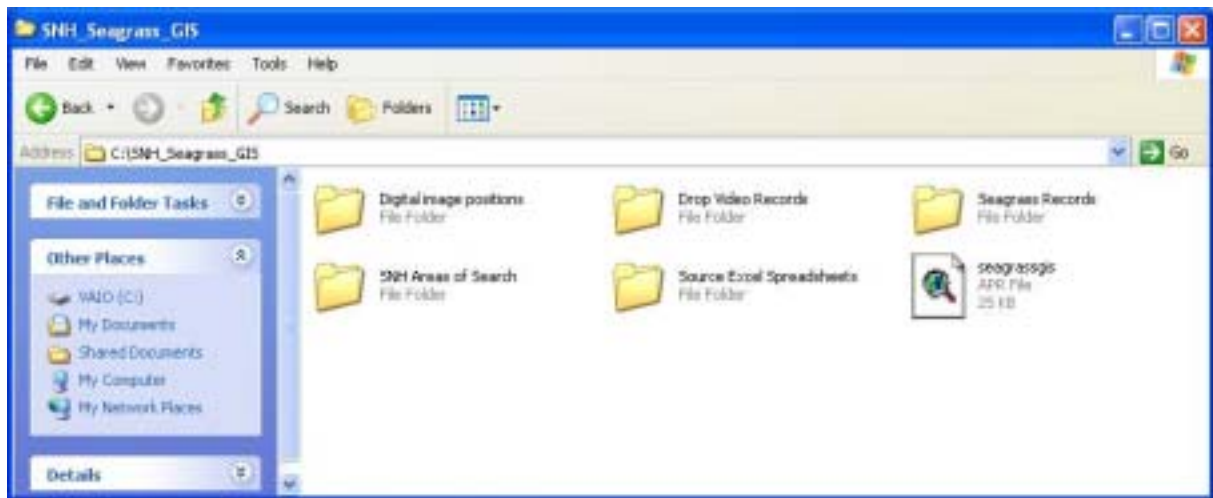 SNH_Seagrass_GIS
File Edit View Favorites Tools Help
Back Search Folders
Address C:\SNH_Seagrass_GIS Go
File and Folder Tasks
Other Places
VAIO (C:)
My Documents
Shared Documents
My Computer
My Network Places
Details
Digital image positions
File Folder
Drop Video Records
File Folder
Seagrass Records
File Folder
SNH Areas of Search
File Folder
Source Excel Spreadsheets
File Folder
seagrassgis
APR File
25 KB